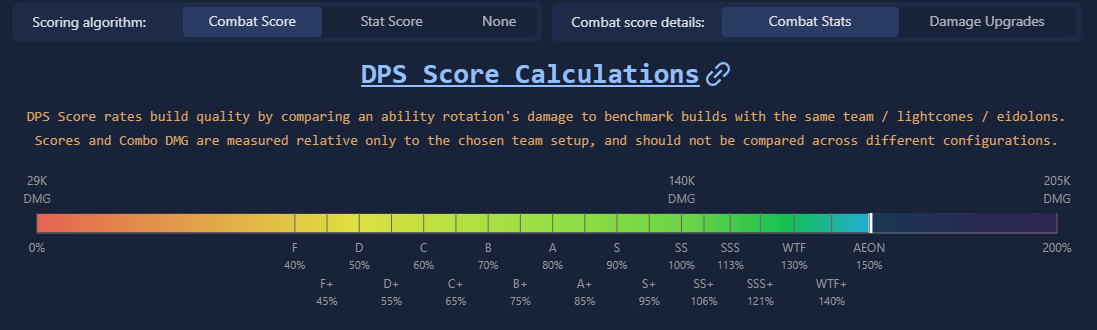 Scoring algorithm: Combat Score Stat Score None Combat score details: Combat Stats Damage Upgrades
DPS Score Calculations
DPS Score rates build quality by comparing an ability rotation's damage to benchmark builds with the same team / lightcones / eidolons.
Scores and Combo DMG are measured relative only to the chosen team setup, and should not be compared across different configurations.
29K 140K 205K
DMG DMG DMG
0% F D C B A S SS SSS WTF AEON 200%
40% 50% 60% 70% 80% 90% 100% 113% 130% 150%
F+ D+ C+ B+ A+ S+ SS+ SSS+ WTF+
45% 55% 65% 75% 85% 95% 106% 121% 140%